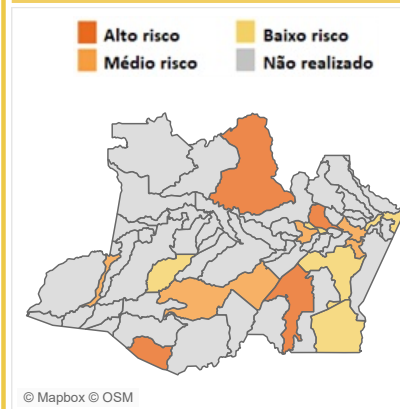 Alto risco
Baixo risco
Médio risco
Não realizado
© Mapbox © OSM